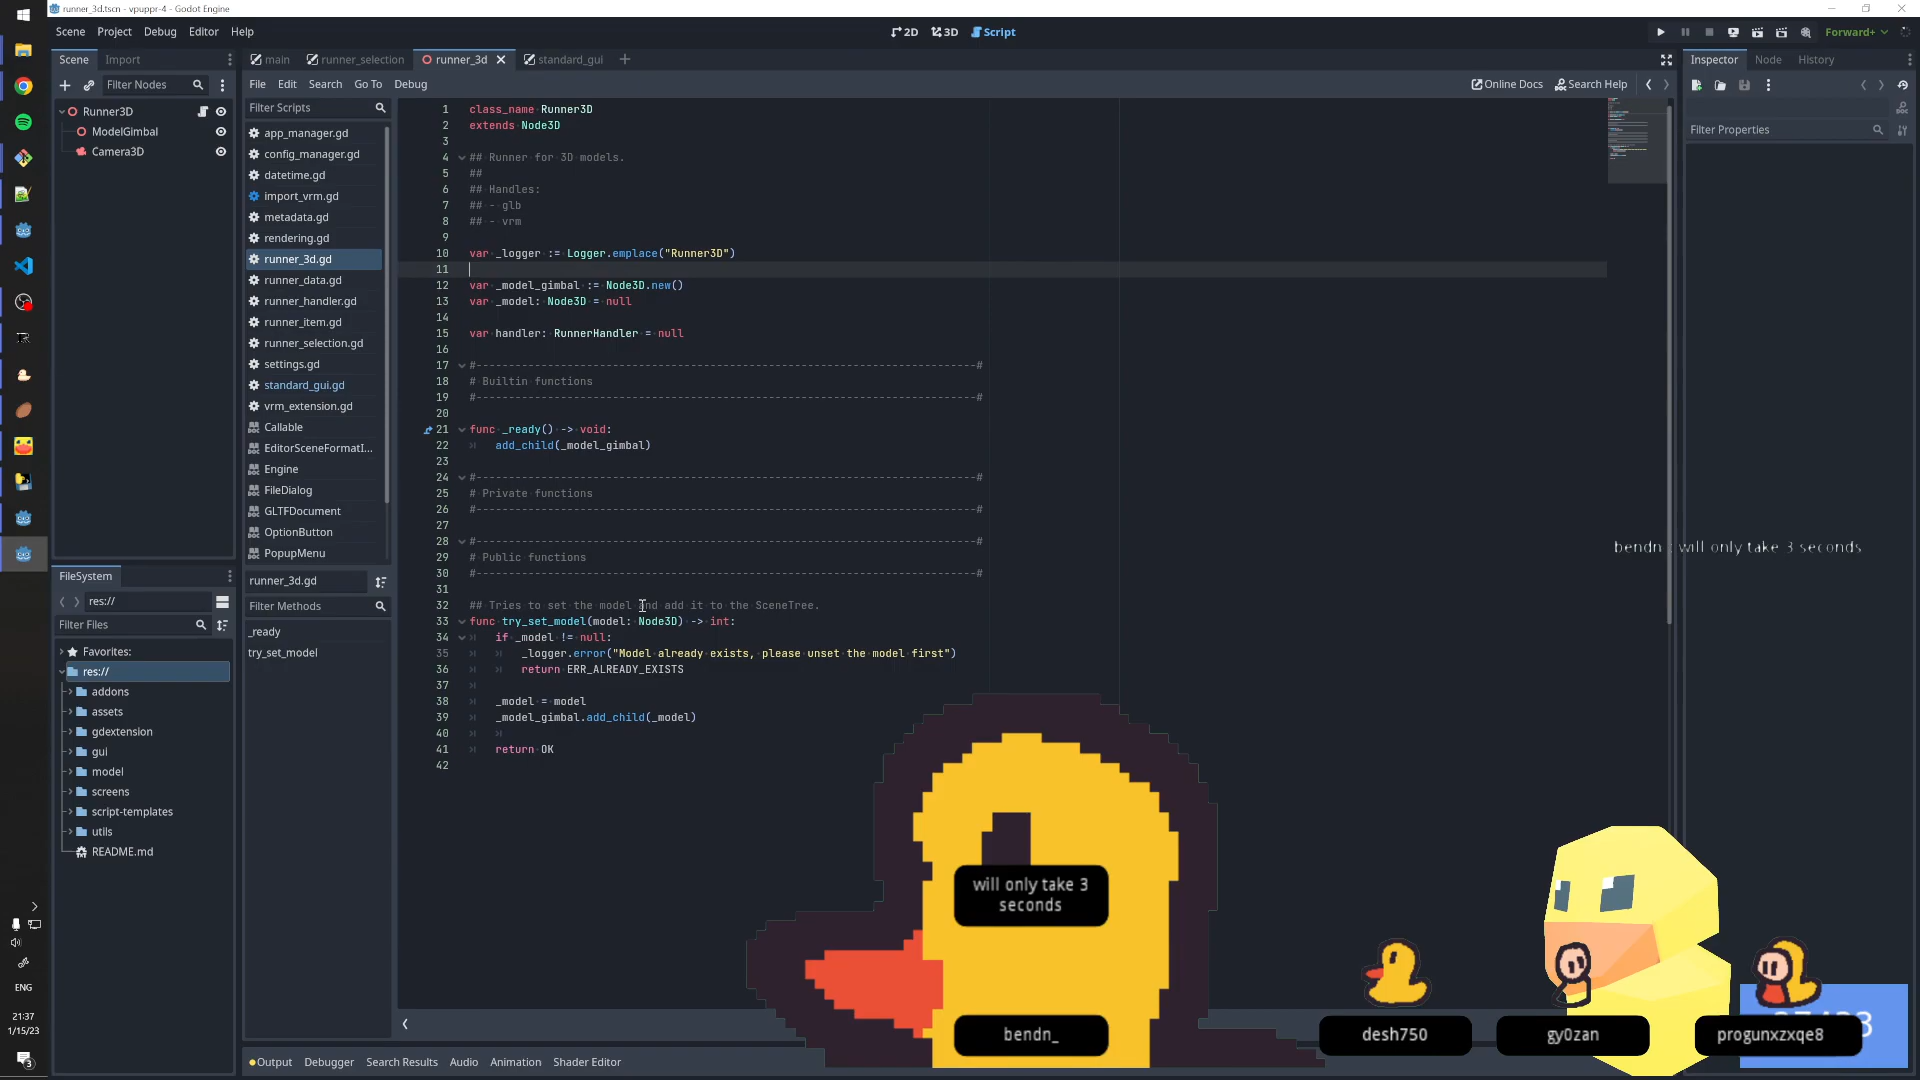 runner_3d.tscn - vpuppr-4 - Godot Engine
Scene Project Debug Editor Help
2D 3D Script
Forward+
Scene Import
main runner_selection runner_3d standard_gui
Inspector Node History
Filter Nodes
File Edit Search Go To Debug
Online Docs Search Help
Filter Scripts
Filter Properties
Runner3D
ModelGimbal
Camera3D
app_manager.gd
config_manager.gd
datetime.gd
import_vrm.gd
metadata.gd
rendering.gd
runner_3d.gd
runner_data.gd
runner_handler.gd
runner_item.gd
runner_selection.gd
settings.gd
standard_gui.gd
vrm_extension.gd
Callable
EditorSceneFormatI...
Engine
FileDialog
GLTFDocument
OptionButton
PopupMenu
runner_3d.gd
Filter Methods
_ready
try_set_model
1 class_name Runner3D
2 extends Node3D
3
4 ## Runner for 3D models.
5 ##
6 ## Handles:
7 ## - glb
8 ## - vrm
9
10 var _logger := Logger.emplace("Runner3D")
11
12 var _model_gimbal := Node3D.new()
13 var _model: Node3D = null
14
15 var handler: RunnerHandler = null
16
17 #-----------------------------------------------------------------------------#
18 # Builtin functions
19 #-----------------------------------------------------------------------------#
20
21 func _ready() -> void:
22 add_child(_model_gimbal)
23
24 #-----------------------------------------------------------------------------#
25 # Private functions
26 #-----------------------------------------------------------------------------#
27
28 #-----------------------------------------------------------------------------#
29 # Public functions
30 #-----------------------------------------------------------------------------#
31
32 ## Tries to set the model and add it to the SceneTree.
33 func try_set_model(model: Node3D) -> int:
34 if _model != null:
35 _logger.error("Model already exists, please unset the model first")
36 return ERR_ALREADY_EXISTS
37
38 _model = model
39 _model_gimbal.add_child(_model)
40
41 return OK
42
FileSystem
res://
Filter Files
Favorites:
res://
addons
assets
gdextension
gui
model
screens
script-templates
utils
README.md
bendn : will only take 3 seconds
will only take 3
seconds
bendn_
desh750
gy0zan
progunxzxqe8
Output Debugger Search Results Audio Animation Shader Editor
ENG
21:37
1/15/23
3